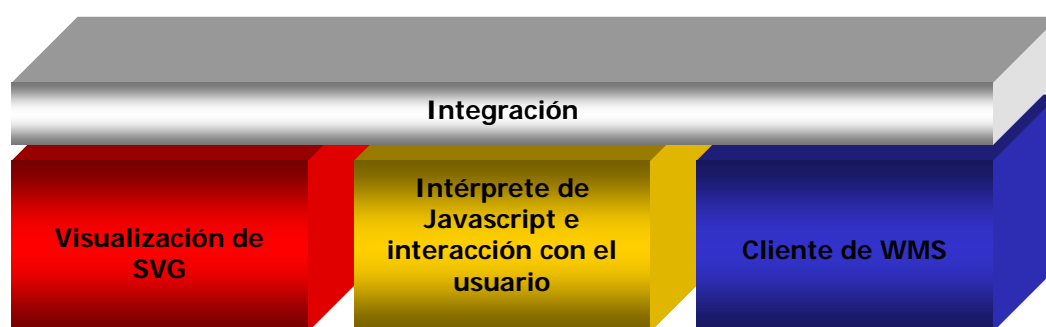 Integración
Visualización de
SVG
Intérprete de
Javascript e
interacción con el
usuario
Cliente de WMS